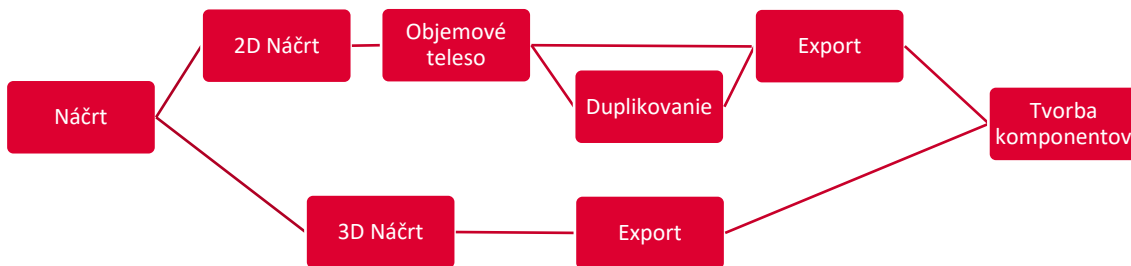 Náčrt
2D Náčrt
Objemové
teleso
Duplikovanie
Export
3D Náčrt
Export
Tvorba
komponentov